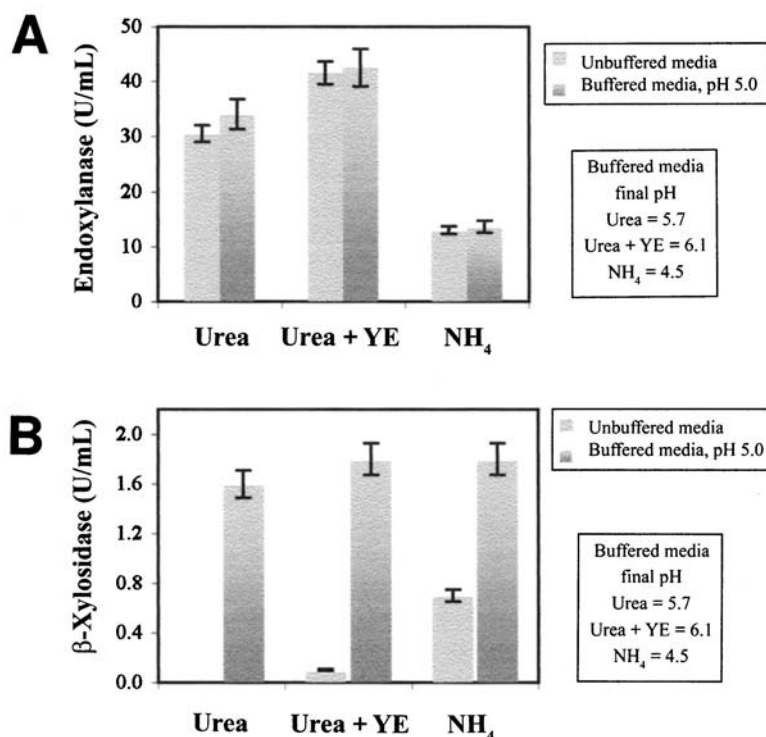 A
Endoxylanase (U/mL)
50
40
30
20
10
0
Urea
Urea + YE
NH₄
Unbuffered media
Buffered media, pH 5.0
Buffered media
final pH
Urea = 5.7
Urea + YE = 6.1
NH₄ = 4.5
B
β-Xylosidase (U/mL)
2.0
1.6
1.2
0.8
0.4
0.0
Urea
Urea + YE
NH₄
Unbuffered media
Buffered media, pH 5.0
Buffered media
final pH
Urea = 5.7
Urea + YE = 6.1
NH₄ = 4.5